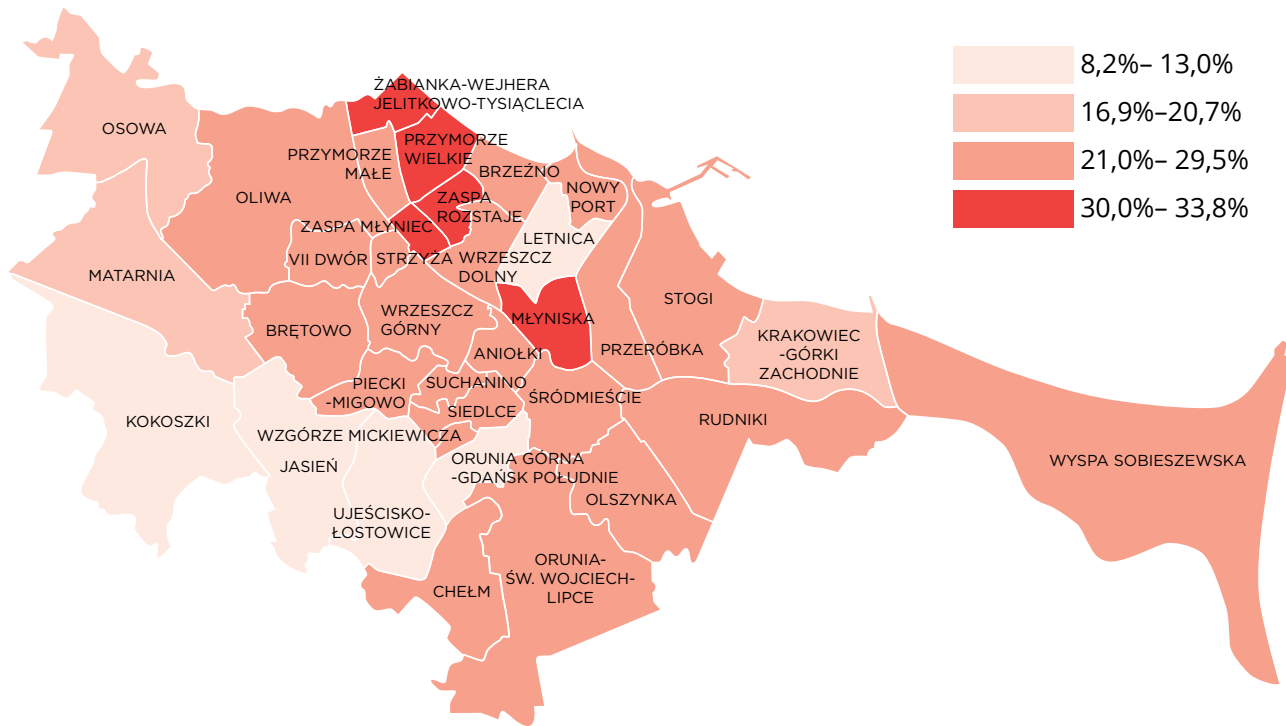 8,2%– 13,0%
16,9%–20,7%
21,0%– 29,5%
30,0%– 33,8%
ŻABIANKA-WEJHERA
JELITKOWO-TYSIĄCLECIA
OSOWA
PRZYMORZE
WIELKIE
PRZYMORZE
MAŁE
BRZEŹNO
NOWY
PORT
OLIWA
ZASPA
ROZSTAJE
ZASPA MŁYNIEC
LETNICA
VII DWÓR
STRZYŻA
WRZESZCZ
DOLNY
MATARNIA
STOGI
BRĘTOWO
WRZESZCZ
GÓRNY
MŁYNISKA
KRAKOWIEC
-GÓRKI
ZACHODNIE
ANIOŁKI
PRZERÓBKA
PIECKI
-MIGOWO
SUCHANINO
SIEDLCE
ŚRÓDMIEŚCIE
RUDNIKI
KOKOSZKI
WZGÓRZE MICKIEWICZA
JASIEŃ
ORUNIA GÓRNA
-GDAŃSK POŁUDNIE
WYSPA SOBIESZEWSKA
OLSZYNKA
UJEŚCISKO-
ŁOSTOWICE
ORUNIA-
ŚW. WOJCIECH-
LIPCE
CHEŁM